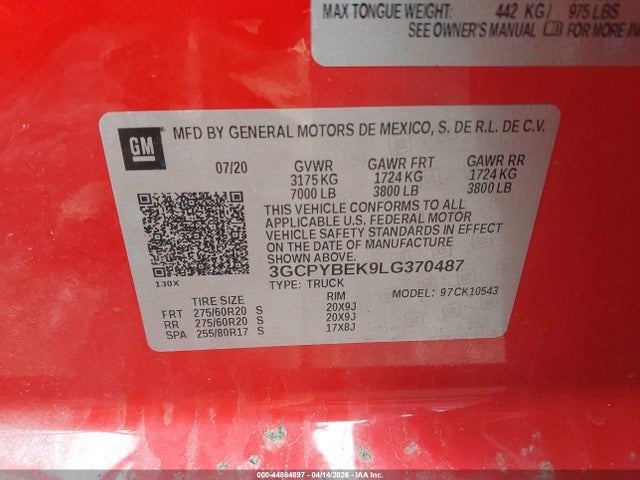 MAX TONGUE WEIGHT: 442 KG/ 975 LBS
SEE OWNER'S MANUAL FOR MORE IN
GM
MFD BY GENERAL MOTORS DE MEXICO, S. DE R.L. DE C.V.
07/20 GVWR GAWR FRT GAWR RR
3175 KG 1724 KG 1724 KG
7000 LB 3800 LB 3800 LB
THIS VEHICLE CONFORMS TO ALL
APPLICABLE U.S. FEDERAL MOTOR
VEHICLE SAFETY STANDARDS IN EFFECT
ON THE DATE OF MANUFACTURE
SHOWN ABOVE.
3GCPYBEK9LG370487
130X
TYPE: TRUCK MODEL: 97CK10543
TIRE SIZE RIM
FRT 275/60R20 S 20X9J
RR 275/60R20 S 20X9J
SPA 255/80R17 S 17X8J
000-44864897 - 04/14/2026 - IAA Inc.